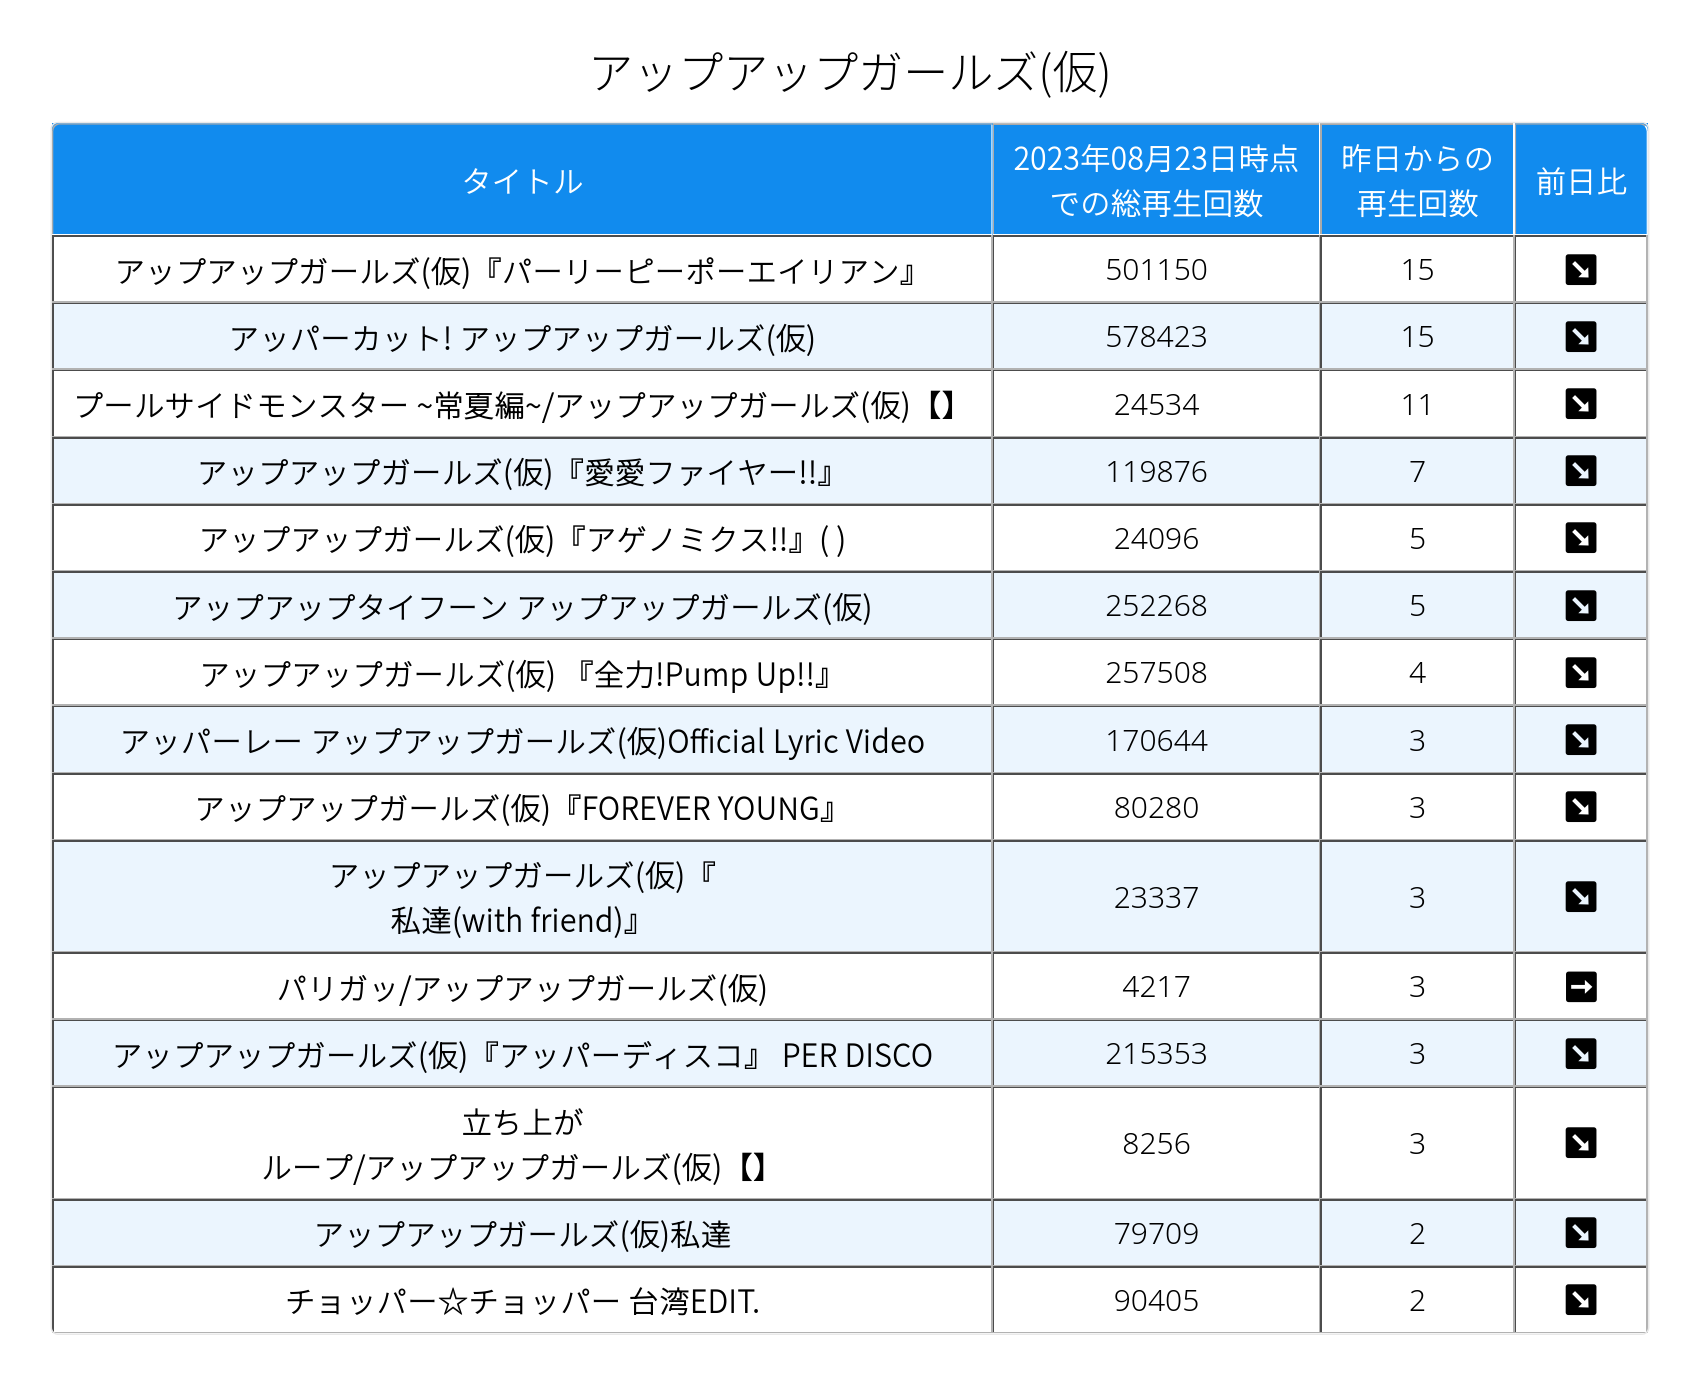 アップアップガールズ(仮)
タイトル
2023年08月23日時点
での総再生回数
昨日からの
再生回数
前日比
アップアップガールズ(仮)『パーリーピーポーエイリアン』 501150 15 ↘
アッパーカット! アップアップガールズ(仮) 578423 15 ↘
プールサイドモンスター ~常夏編~/アップアップガールズ(仮)【】 24534 11 ↘
アップアップガールズ(仮)『愛愛ファイヤー!!』 119876 7 ↘
アップアップガールズ(仮)『アゲノミクス!!』( ) 24096 5 ↘
アップアップタイフーン アップアップガールズ(仮) 252268 5 ↘
アップアップガールズ(仮) 『全力!Pump Up!!』 257508 4 ↘
アッパーレー アップアップガールズ(仮)Official Lyric Video 170644 3 ↘
アップアップガールズ(仮)『FOREVER YOUNG』 80280 3 ↘
アップアップガールズ(仮)『
私達(with friend)』 23337 3 ↘
パリガッ/アップアップガールズ(仮) 4217 3 →
アップアップガールズ(仮)『アッパーディスコ』 PER DISCO 215353 3 ↘
立ち上が
ループ/アップアップガールズ(仮)【】 8256 3 ↘
アップアップガールズ(仮)私達 79709 2 ↘
チョッパー☆チョッパー 台湾EDIT. 90405 2 ↘